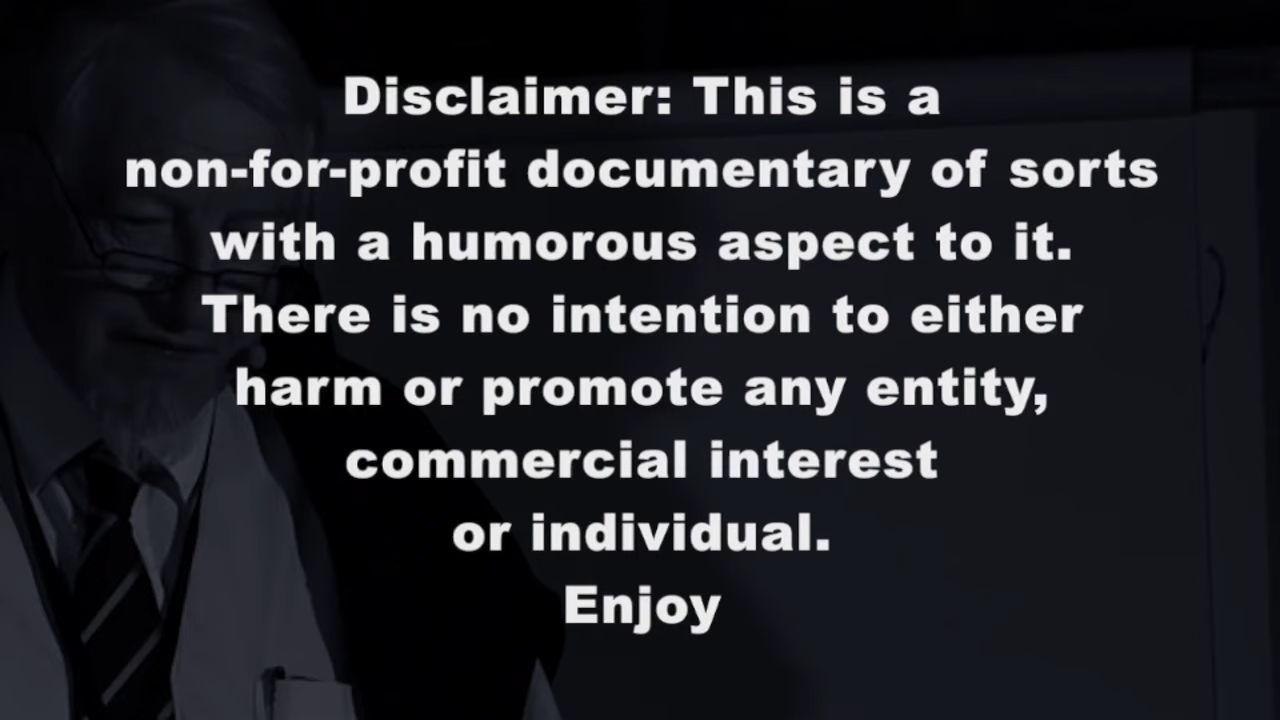 Disclaimer: This is a
non-for-profit documentary of sorts
with a humorous aspect to it.
There is no intention to either
harm or promote any entity,
commercial interest
or individual.
Enjoy